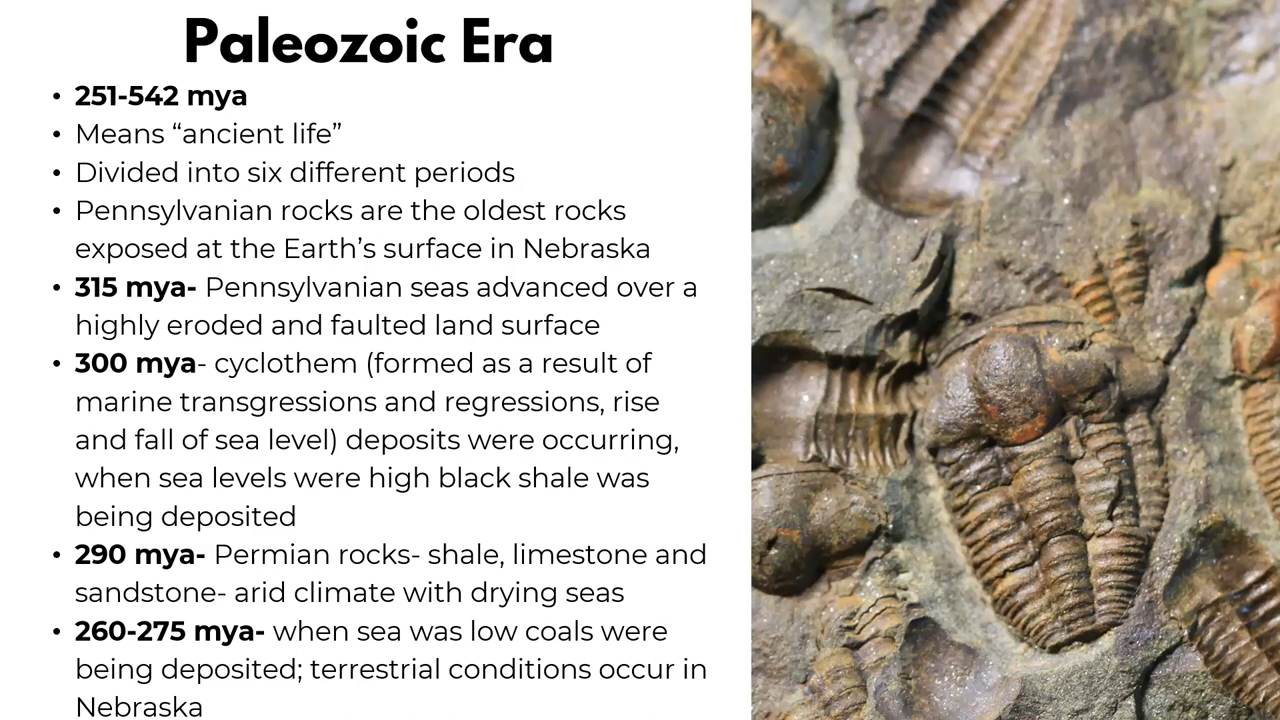 Paleozoic Era
• 251-542 mya
• Means “ancient life”
• Divided into six different periods
• Pennsylvanian rocks are the oldest rocks
exposed at the Earth’s surface in Nebraska
• 315 mya- Pennsylvanian seas advanced over a
highly eroded and faulted land surface
• 300 mya- cyclothem (formed as a result of
marine transgressions and regressions, rise
and fall of sea level) deposits were occurring,
when sea levels were high black shale was
being deposited
• 290 mya- Permian rocks- shale, limestone and
sandstone- arid climate with drying seas
• 260-275 mya- when sea was low coals were
being deposited; terrestrial conditions occur in
Nebraska